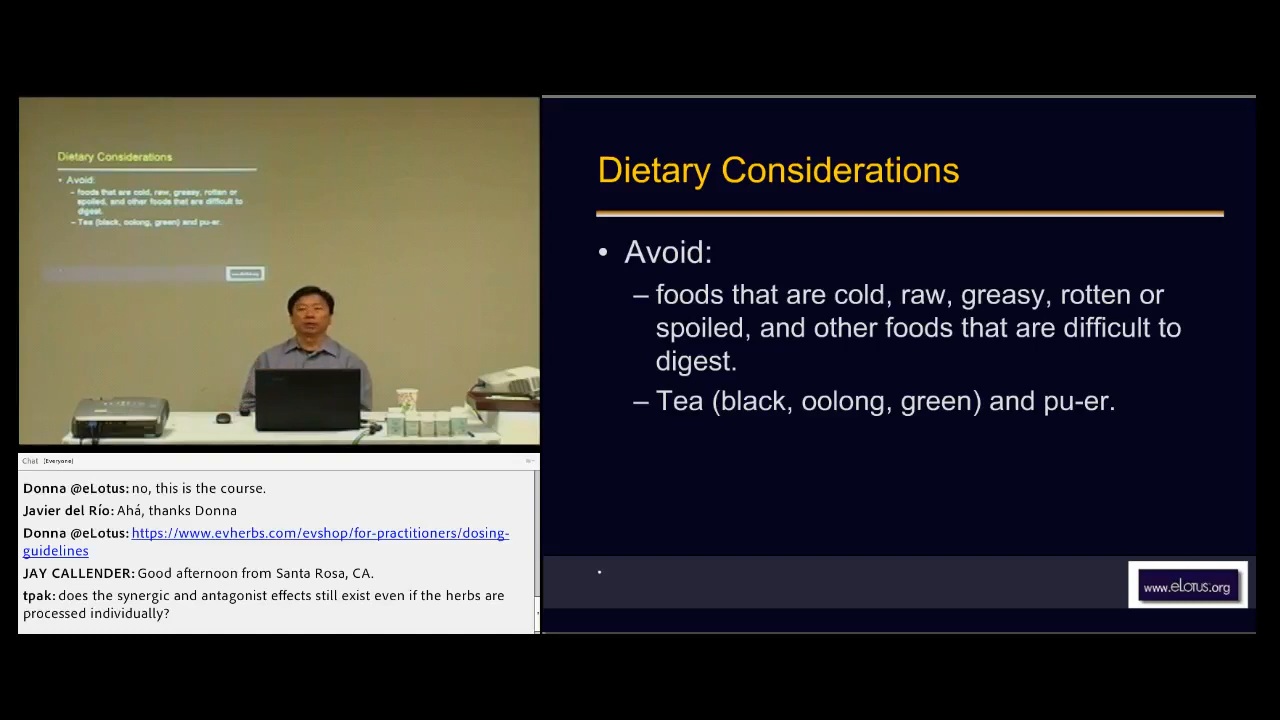 Dietary Considerations
• Avoid:
– foods that are cold, raw, greasy, rotten or
spoiled, and other foods that are difficult to
digest.
– Tea (black, oolong, green) and pu-er.
Dietary Considerations
• Avoid:
– foods that are cold, raw, greasy, rotten or
spoiled, and other foods that are difficult to
digest.
– Tea (black, oolong, green) and pu-er.
www.eLotus.org
Chat (Everyone)
Donna @eLotus: no, this is the course.
Javier del Río: Ahá, thanks Donna
Donna @eLotus: https://www.evherbs.com/evshop/for-practitioners/dosing-
guidelines
JAY CALLENDER: Good afternoon from Santa Rosa, CA.
tpak: does the synergic and antagonist effects still exist even if the herbs are
processed individually?